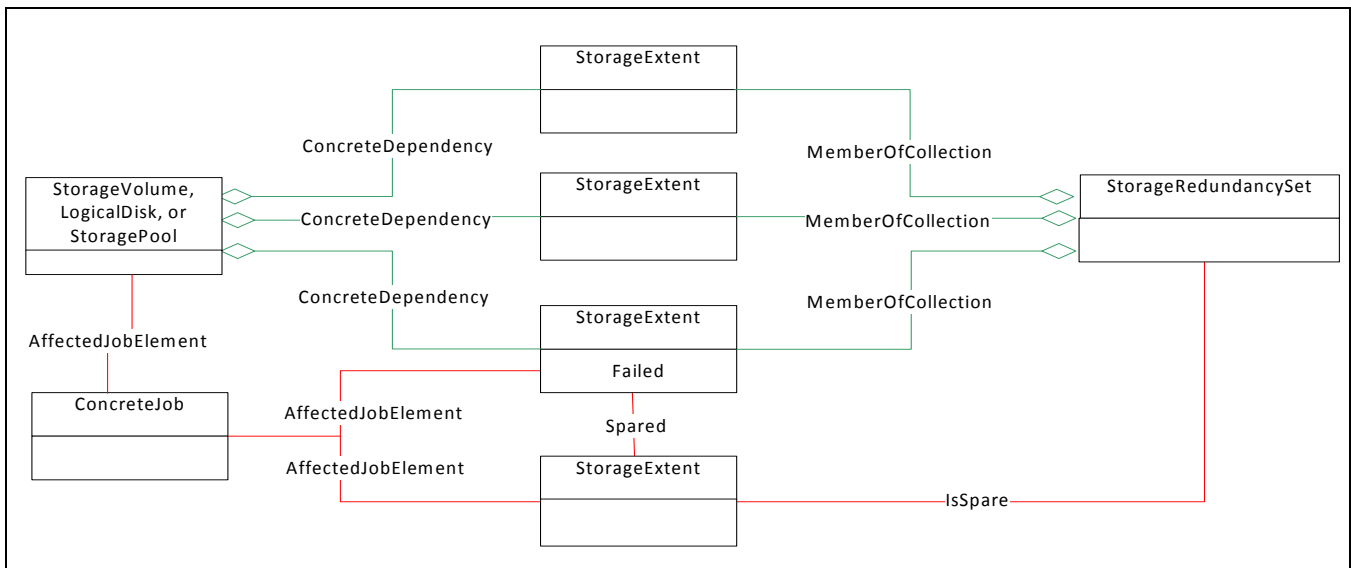 StorageExtent
ConcreteDependency
MemberOfCollection
StorageVolume,
LogicalDisk, or
StoragePool
StorageExtent
StorageRedundancySet
ConcreteDependency
MemberOfCollection
ConcreteDependency
MemberOfCollection
StorageExtent
AffectedJobElement
Failed
ConcreteJob
AffectedJobElement
Spared
AffectedJobElement
StorageExtent
IsSpare